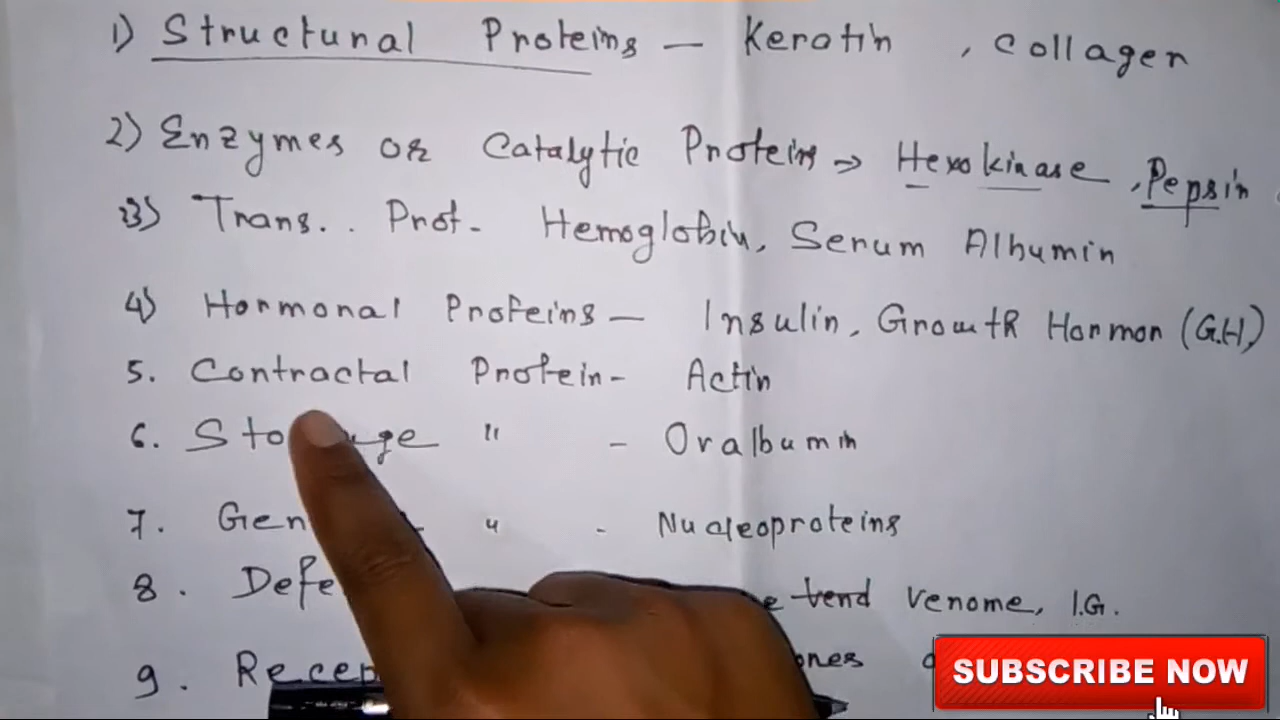 1) Structural Proteins — Keratin, Collagen
2) Enzymes or Catalytic Proteins → Hexokinase, Pepsin
3) Trans.. Prot. Hemoglobin, Serum Albumin
4) Hormonal Proteins — Insulin, Growth Hormon (G.H)
5. Contractal Protein - Actin
6. Storage " - Ovalbumin
7. Gen " - Nucleoproteins
8. Defe venome, I.G.
9. Recep
SUBSCRIBE NOW